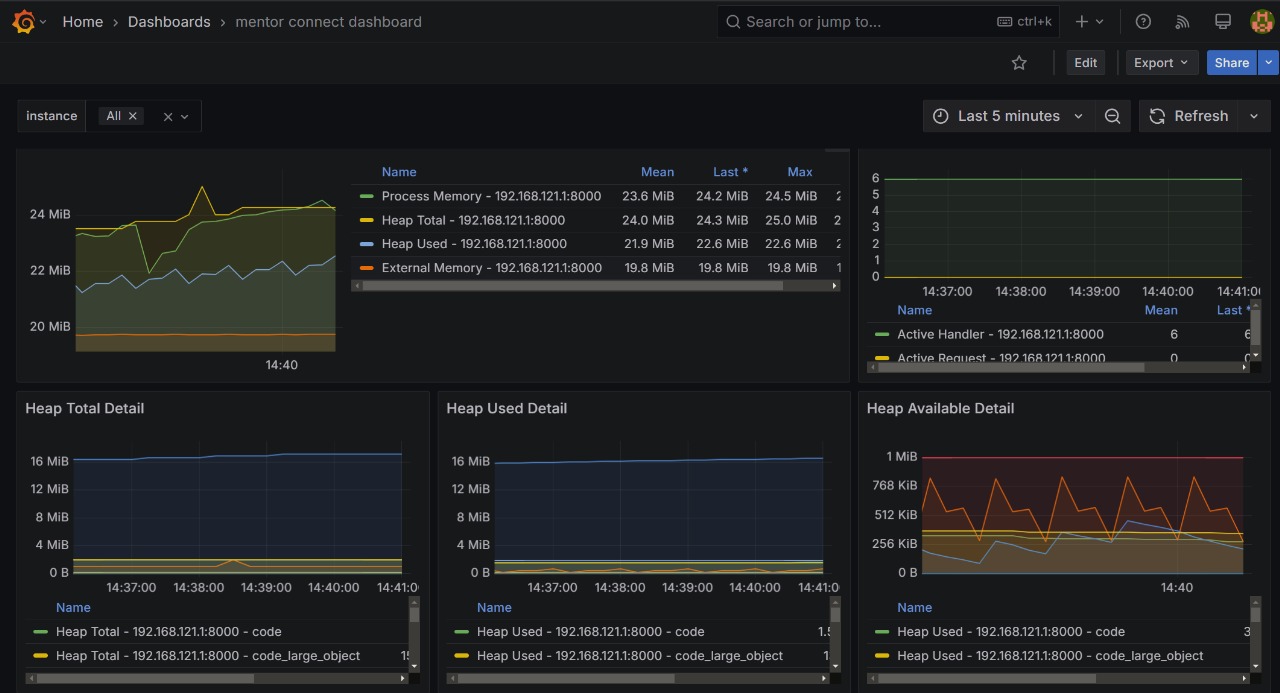 Home › Dashboards › mentor connect dashboard
Search or jump to...
ctrl+k
Edit
Export
Share
instance
All
Last 5 minutes
Refresh
24 MiB
22 MiB
20 MiB
14:40
Name Mean Last * Max
Process Memory - 192.168.121.1:8000 23.6 MiB 24.2 MiB 24.5 MiB 2
Heap Total - 192.168.121.1:8000 24.0 MiB 24.3 MiB 25.0 MiB 2
Heap Used - 192.168.121.1:8000 21.9 MiB 22.6 MiB 22.6 MiB 2
External Memory - 192.168.121.1:8000 19.8 MiB 19.8 MiB 19.8 MiB 1
6
5
4
3
2
1
0
14:37:00 14:38:00 14:39:00 14:40:00 14:41:00
Name Mean Last *
Active Handler - 192.168.121.1:8000 6 6
Active Request - 192.168.121.1:8000 0 0
Heap Total Detail
16 MiB
12 MiB
8 MiB
4 MiB
0 B
14:37:00 14:38:00 14:39:00 14:40:00 14:41:00
Name
Heap Total - 192.168.121.1:8000 - code
Heap Total - 192.168.121.1:8000 - code_large_object 15
Heap Used Detail
16 MiB
12 MiB
8 MiB
4 MiB
0 B
14:37:00 14:38:00 14:39:00 14:40:00 14:41:0
Name
Heap Used - 192.168.121.1:8000 - code 1.5
Heap Used - 192.168.121.1:8000 - code_large_object 1
Heap Available Detail
1 MiB
768 KiB
512 KiB
256 KiB
0 B
14:40
Name
Heap Used - 192.168.121.1:8000 - code 3
Heap Used - 192.168.121.1:8000 - code_large_object